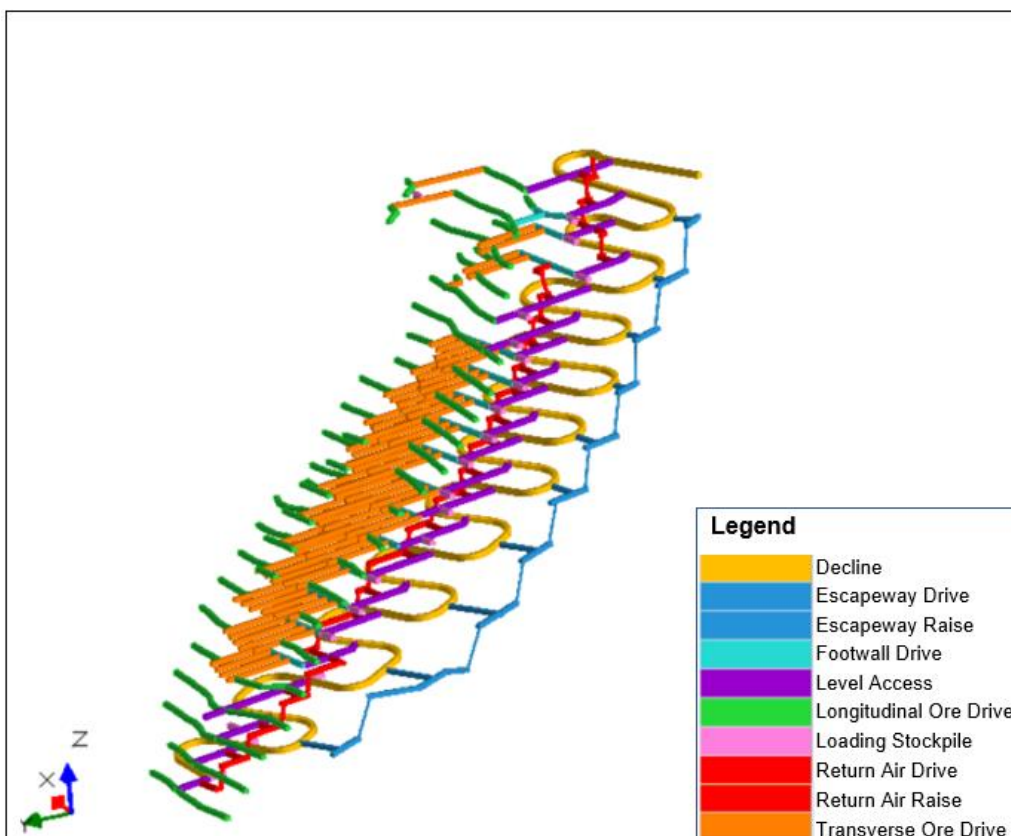 Legend
Decline
Escapeway Drive
Escapeway Raise
Footwall Drive
Level Access
Longitudinal Ore Drive
Loading Stockpile
Return Air Drive
Return Air Raise
Transverse Ore Drive
Z
X
Y